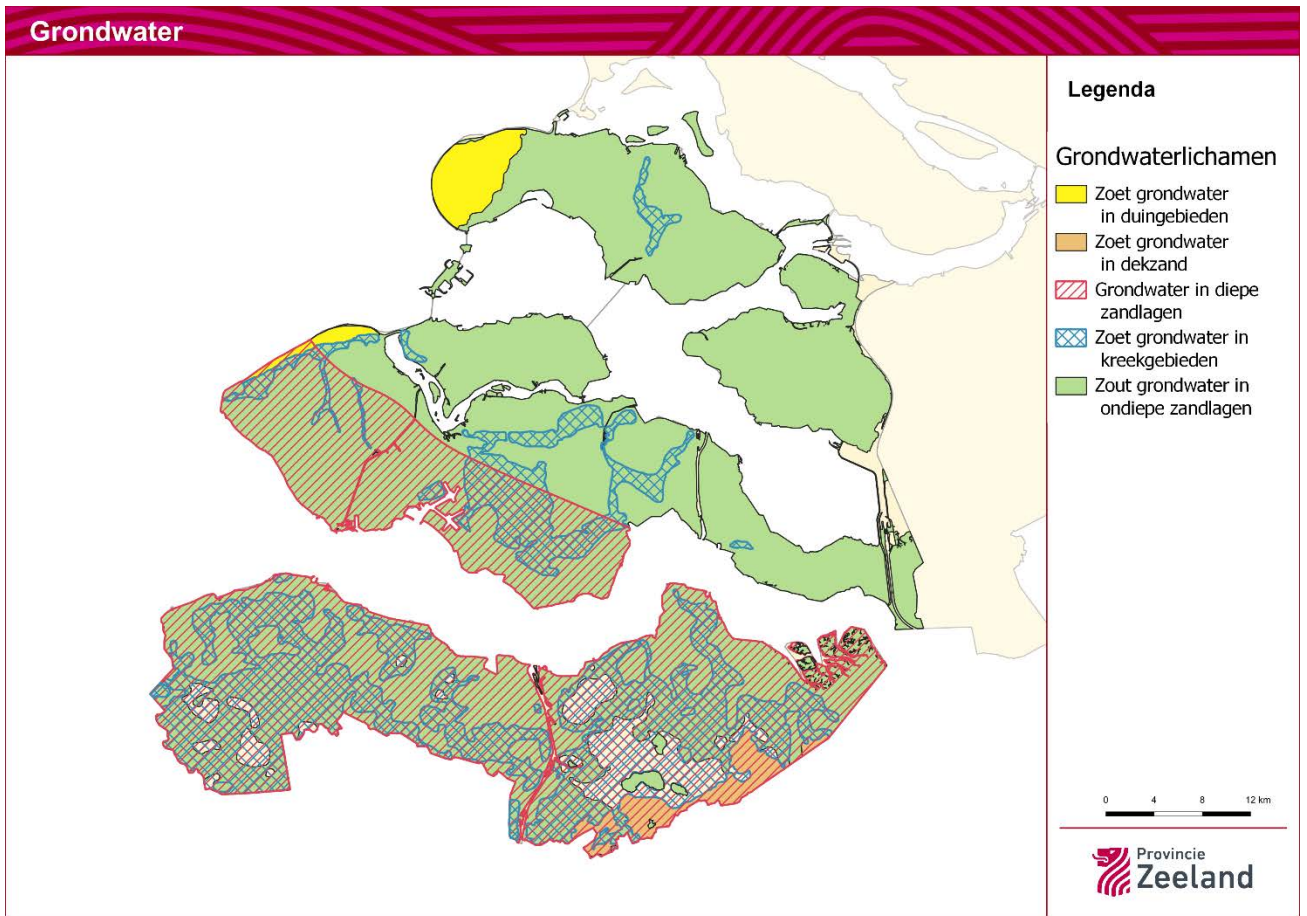 Grondwater
Legenda
Grondwaterlichamen
Zoet grondwater
in duingebieden
Zoet grondwater
in dekzand
Grondwater in diepe
zandlagen
Zoet grondwater in
kreekgebieden
Zout grondwater in
ondiepe zandlagen
0 4 8 12 km
Provincie
Zeeland